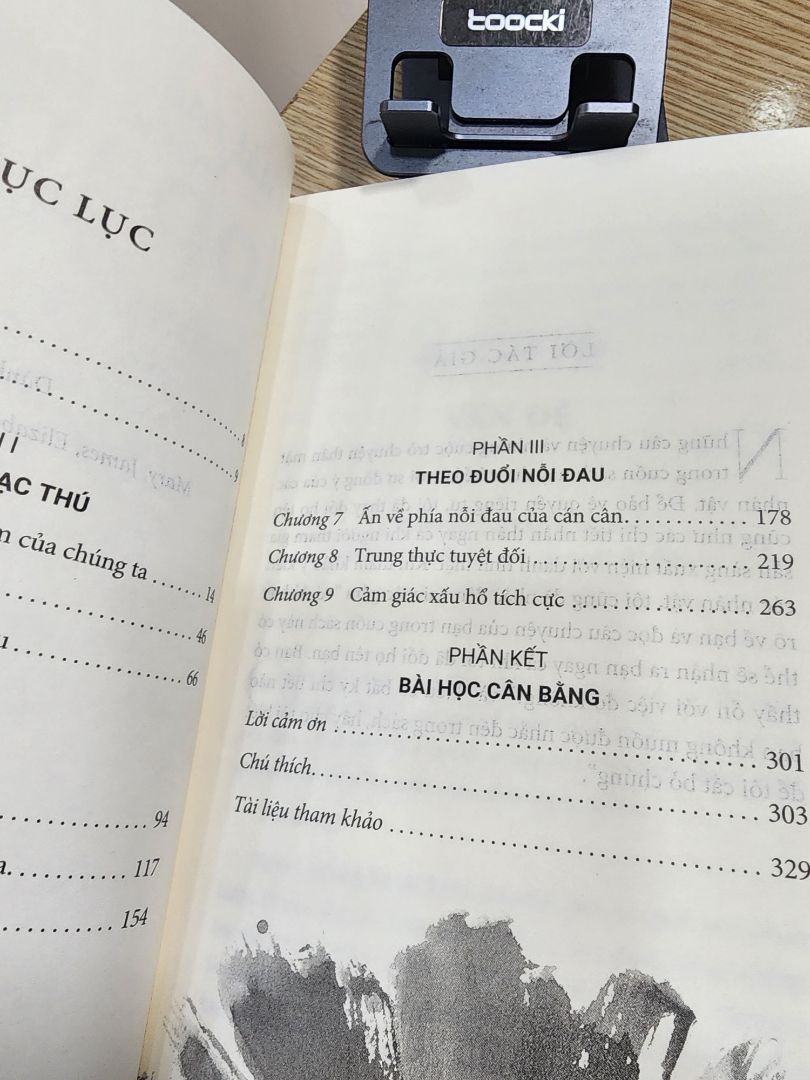 toocki
ỤC LỤC
8
9
I
ẠC THÚ
của chúng ta........14
46
66
94
117
154
PHẦN III
THEO ĐUỔI NỖI ĐAU
Chương 7 Ấn về phía nỗi đau của cán cân............178
Chương 8 Trung thực tuyệt đối........................219
Chương 9 Cảm giác xấu hổ tích cực....................263
PHẦN KẾT
BÀI HỌC CÂN BẰNG
Lời cảm ơn........................................301
Chú thích.........................................303
Tài liệu tham khảo................................329